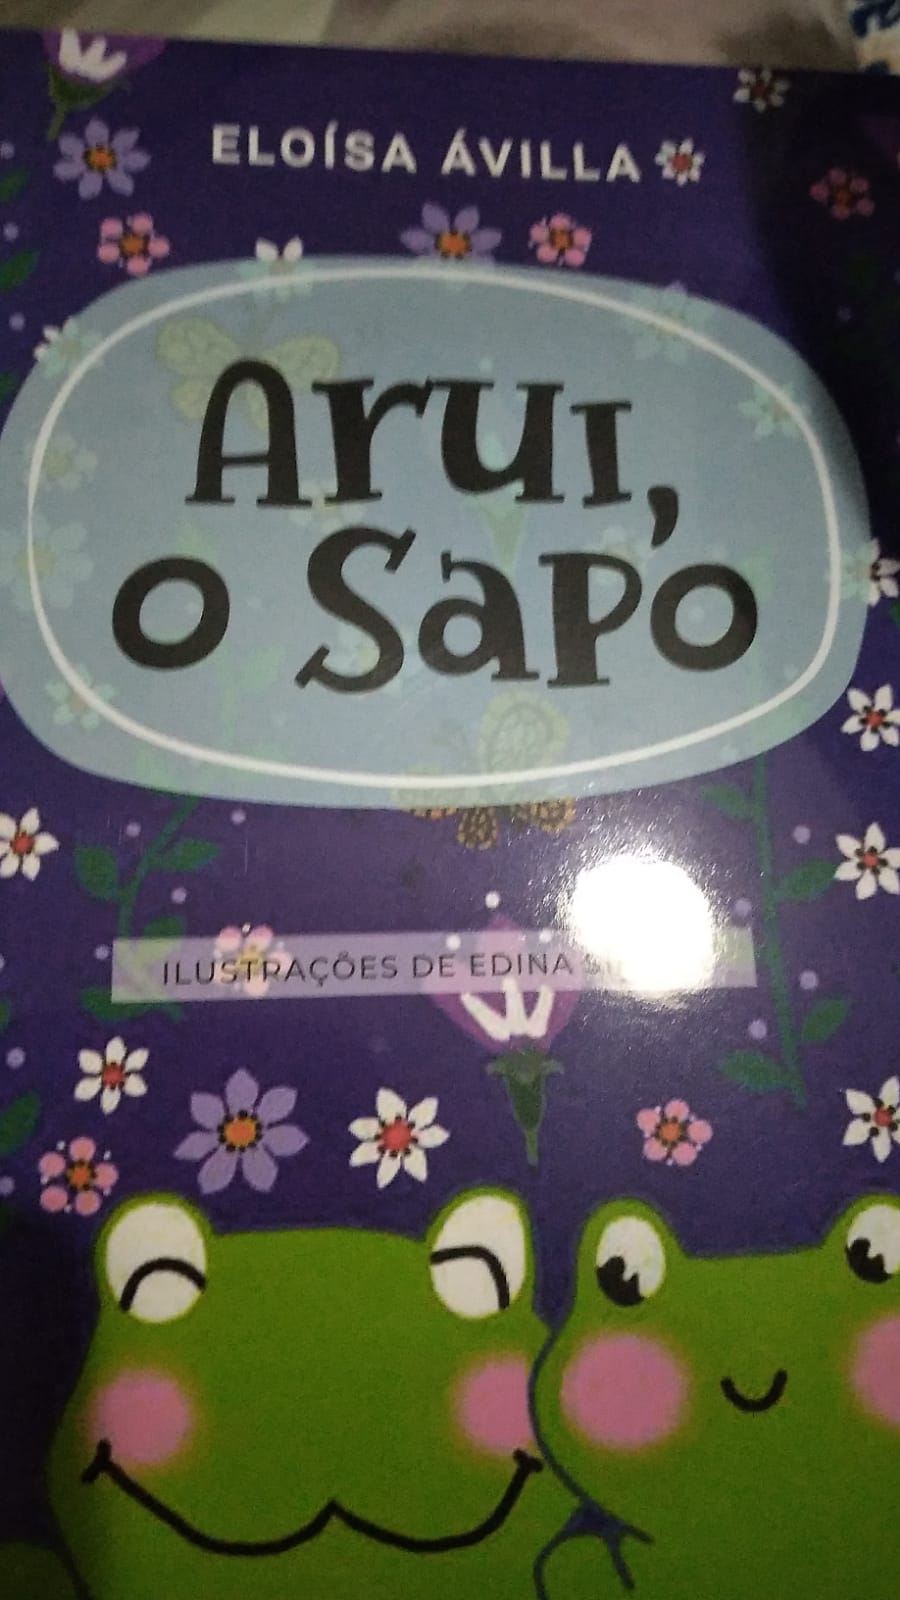 ELOÍSA ÁVILLA
Arui,
o Sapo
ILUSTRAÇÕES DE EDINA